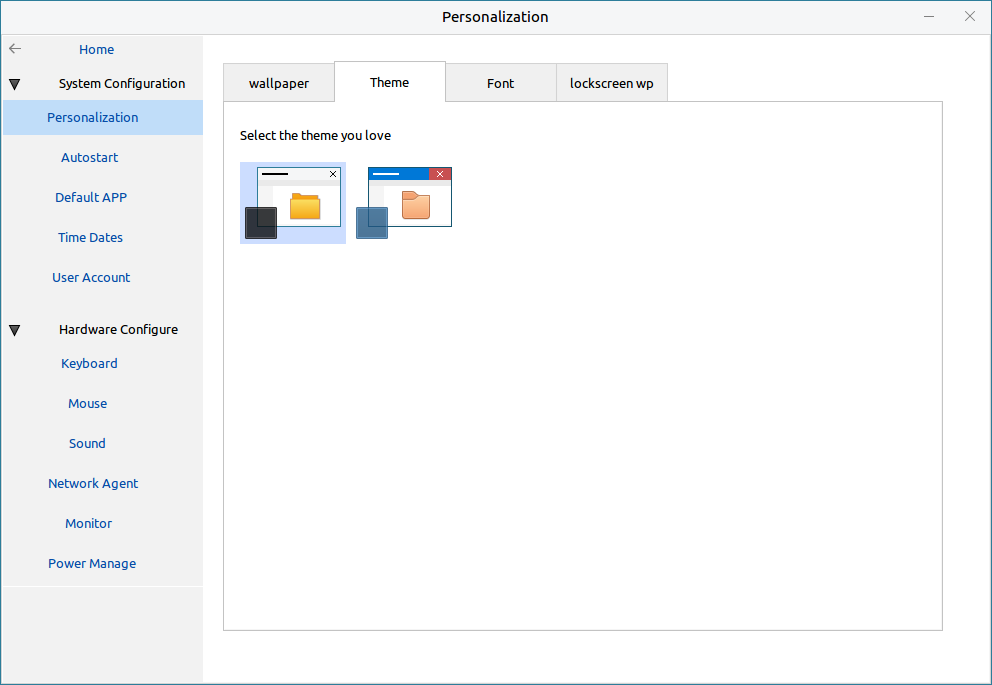 Personalization
Home
System Configuration
Personalization
Autostart
Default APP
Time Dates
User Account
Hardware Configure
Keyboard
Mouse
Sound
Network Agent
Monitor
Power Manage
wallpaper
Theme
Font
lockscreen wp
Select the theme you love